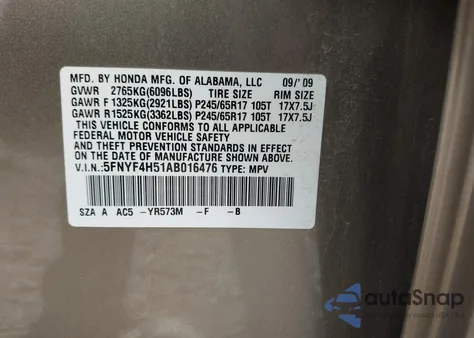 MFD. BY HONDA MFG. OF ALABAMA, LLC 09/'09
GVWR 2765KG(6096LBS) TIRE SIZE RIM SIZE
GAWR F 1325KG(2921LBS) P245/65R17 105T 17X7.5J
GAWR R 1525KG(3362LBS) P245/65R17 105T 17X7.5J
THIS VEHICLE CONFORMS TO ALL APPLICABLE
FEDERAL MOTOR VEHICLE SAFETY
AND THEFT PREVENTION STANDARDS IN EFFECT
ON THE DATE OF MANUFACTURE SHOWN ABOVE.
V.I.N.: 5FNYF4H51AB016476 TYPE: MPV
SZA A AC5 -YR573M -F -B
autoSnap